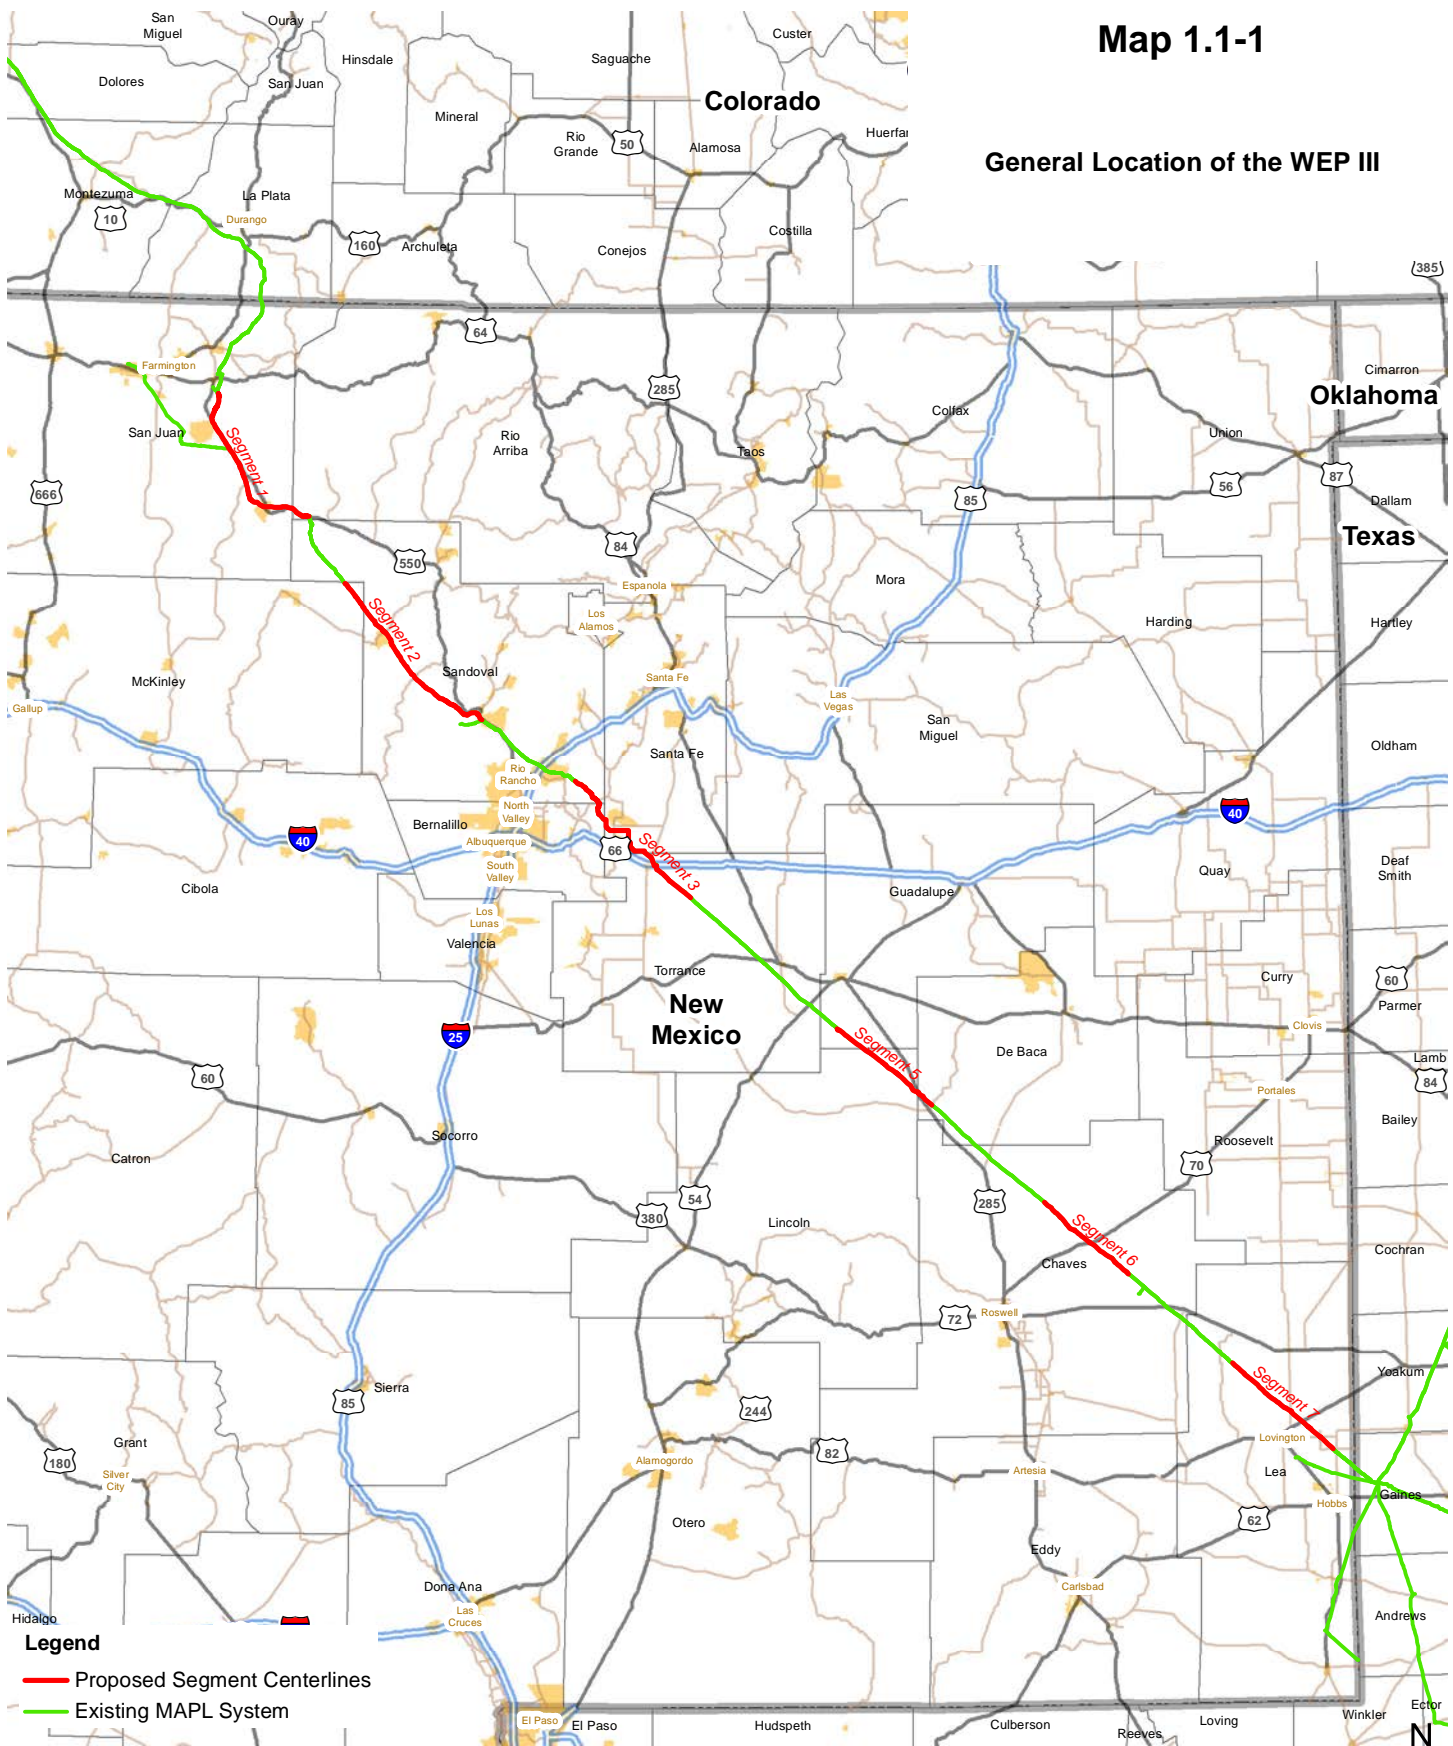 Map 1.1-1
General Location of the WEP III
San
Miguel
Ouray
Custer
Hinsdale
Saguache
Dolores
San Juan
Colorado
Mineral
Rio
Grande
50
Alamosa
Huerfan
Montezuma
La Plata
10
Durango
160
Archuleta
Conejos
Costilla
385
64
Farmington
285
Cimarron
Oklahoma
Colfax
San Juan
Segment 1
Rio
Arriba
Taos
Union
87
666
85
56
Dallam
Texas
84
550
Espanola
Mora
Los
Alamos
Segment 2
Harding
Hartley
McKinley
Sandoval
Santa Fe
Las
Vegas
Gallup
San
Miguel
Santa Fe
Oldham
Rio
Rancho
North
Valley
40
Bernalillo
Albuquerque
40
66
Segment 3
South
Valley
Deaf
Smith
Quay
Cibola
Guadalupe
Los
Lunas
Valencia
Torrance
Curry
60
Parmer
New
Mexico
25
Clovis
Segment 5
De Baca
Lamb
60
84
Portales
Bailey
Socorro
Roosevelt
Catron
70
54
285
380
Lincoln
Segment 6
Cochran
Chaves
Roswell
72
Yoakum
Sierra
Segment 7
85
244
Grant
Lovington
180
82
Alamogordo
Artesia
Silver
City
Lea
Gaines
Hobbs
Otero
62
Eddy
Dona Ana
Carlsbad
Las
Cruces
Hidalgo
Andrews
Legend
Proposed Segment Centerlines
Existing MAPL System
El Paso
El Paso
Hudspeth
Culberson
Reeves
Loving
Winkler
Ector
N